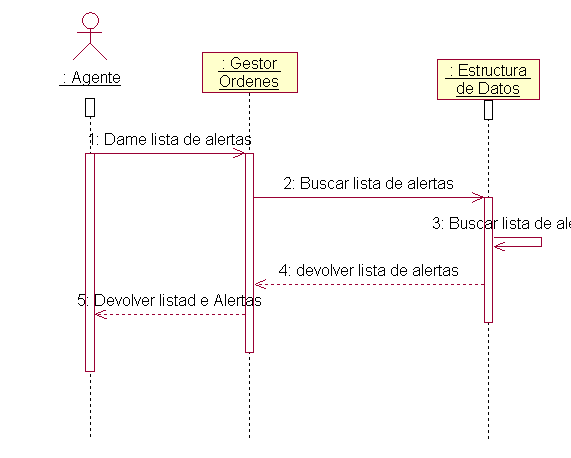 : Agente
: Gestor
Ordenes
: Estructura
de Datos
1: Dame lista de alertas
2: Buscar lista de alertas
3: Buscar lista de ale
4: devolver lista de alertas
5: Devolver listad e Alertas